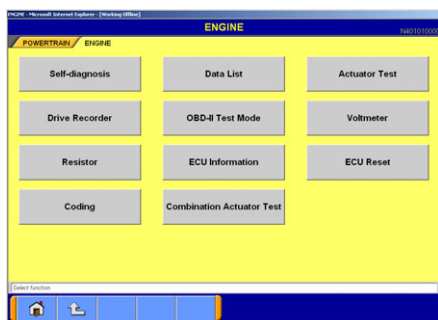 ENGINE - Microsoft Internet Explorer - [Working Offline]
ENGINE
N401010000
POWERTRAIN ENGINE
Self-diagnosis Data List Actuator Test
Drive Recorder OBD-II Test Mode Voltmeter
Resistor ECU Information ECU Reset
Coding Combination Actuator Test
Select function